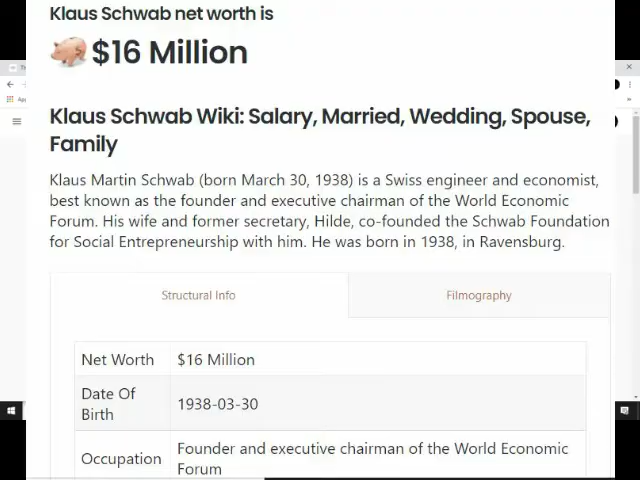 Klaus Schwab net worth is
$16 Million
Klaus Schwab Wiki: Salary, Married, Wedding, Spouse,
Family
Klaus Martin Schwab (born March 30, 1938) is a Swiss engineer and economist,
best known as the founder and executive chairman of the World Economic
Forum. His wife and former secretary, Hilde, co-founded the Schwab Foundation
for Social Entrepreneurship with him. He was born in 1938, in Ravensburg.
Structural Info
Filmography
Net Worth
$16 Million
Date Of
Birth
1938-03-30
Occupation
Founder and executive chairman of the World Economic
Forum